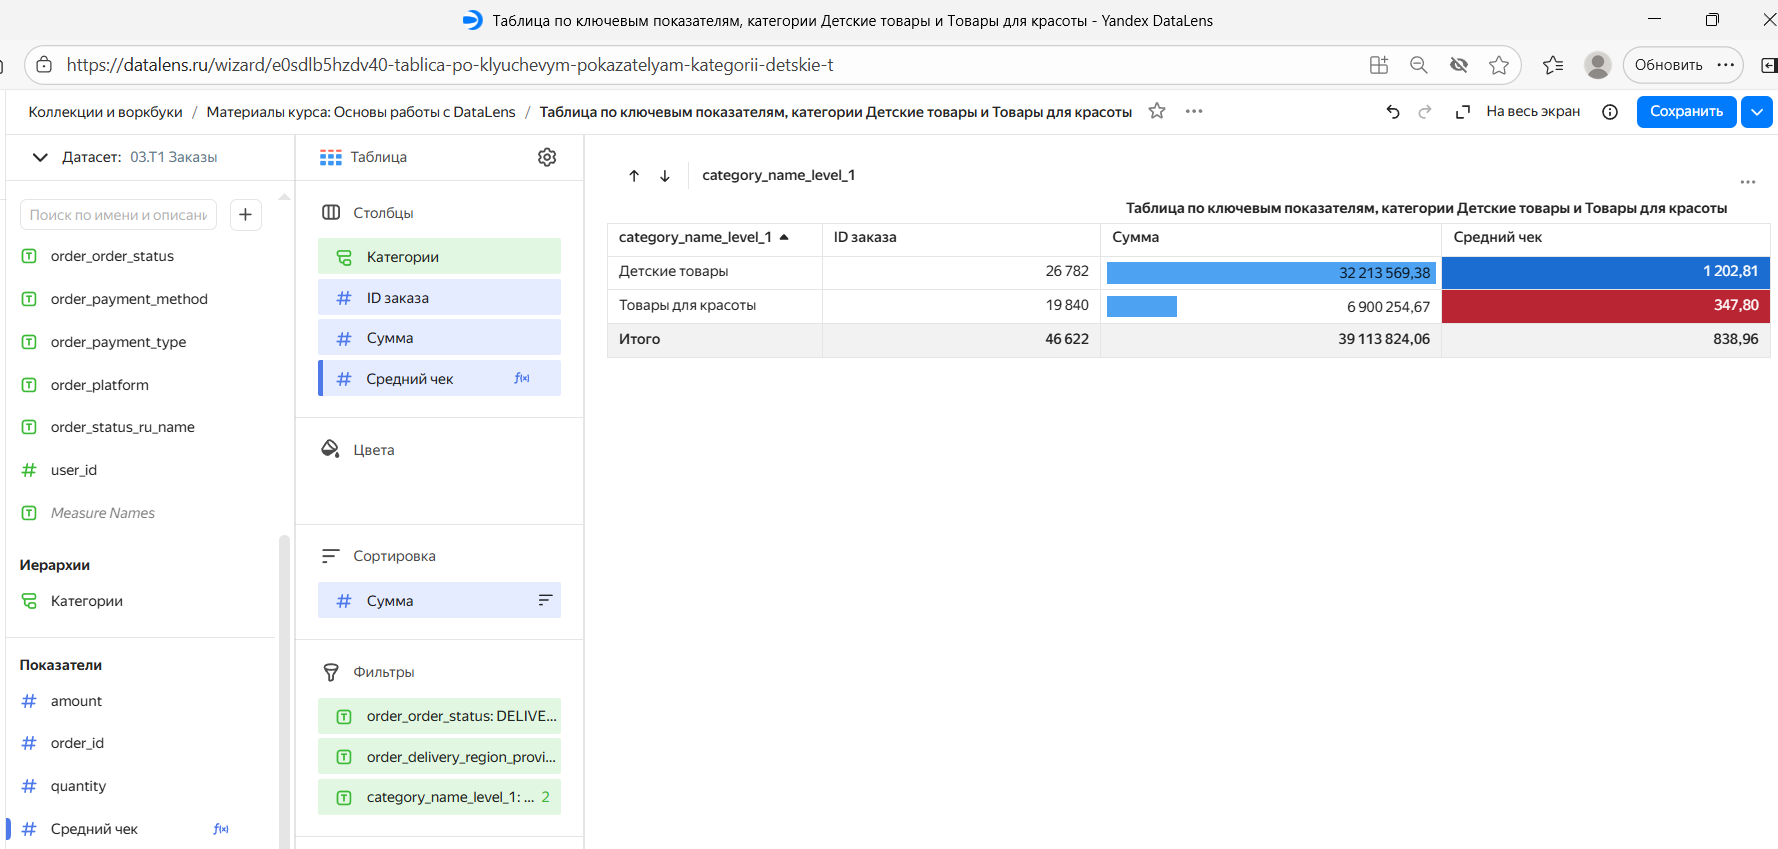 Таблица по ключевым показателям, категории Детские товары и Товары для красоты - Yandex DataLens
https://datalens.ru/wizard/e0sdlb5hzdv40-tablica-po-klyuchevym-pokazatelyam-kategorii-detskie-t
Обновить
Коллекции и воркбуки / Материалы курса: Основы работы с DataLens / Таблица по ключевым показателям, категории Детские товары и Товары для красоты
На весь экран
Сохранить
Датасет: 03.T1 Заказы
Поиск по имени и описани
order_order_status
order_payment_method
order_payment_type
order_platform
order_status_ru_name
user_id
Measure Names
Иерархии
Категории
Показатели
amount
order_id
quantity
Средний чек f(x)
Таблица
Столбцы
Категории
ID заказа
Сумма
Средний чек f(x)
Цвета
Сортировка
Сумма
Фильтры
order_order_status: DELIVE...
order_delivery_region_provi...
category_name_level_1: ... 2
category_name_level_1
Таблица по ключевым показателям, категории Детские товары и Товары для красоты
category_name_level_1 ID заказа Сумма Средний чек
Детские товары 26 782 32 213 569,38 1 202,81
Товары для красоты 19 840 6 900 254,67 347,80
Итого 46 622 39 113 824,06 838,96